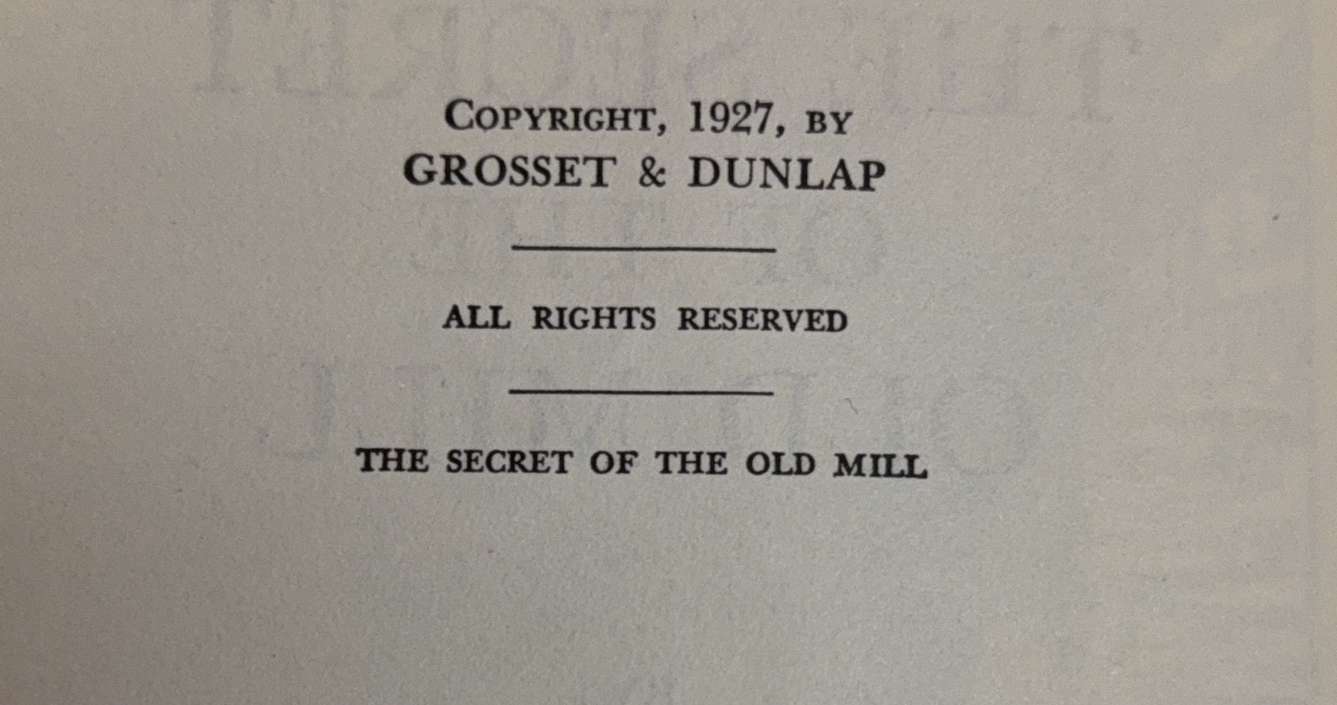 Copyright, 1927, by
GROSSET & DUNLAP
ALL RIGHTS RESERVED
THE SECRET OF THE OLD MILL